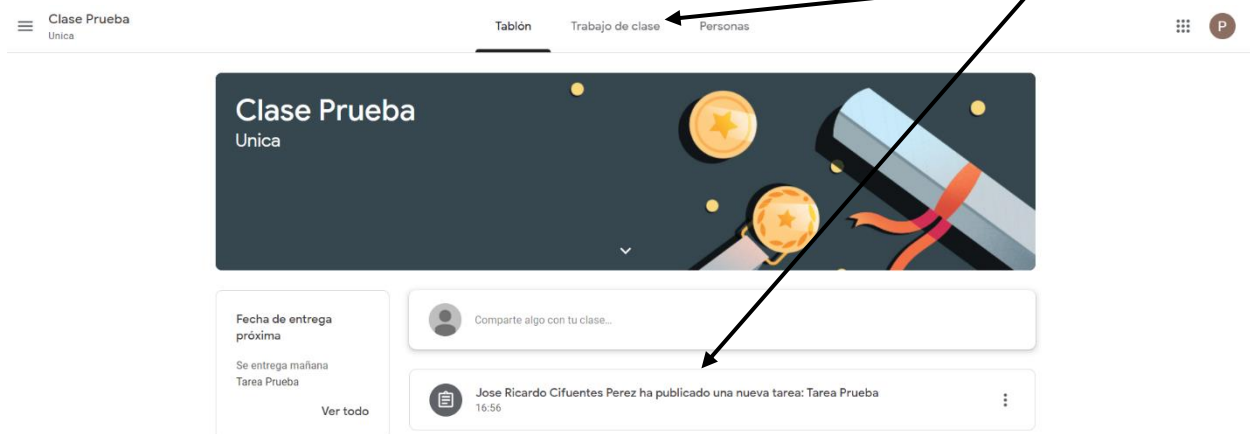 Clase Prueba
Unica
Tablón
Trabajo de clase
Personas
P
Clase Prueba
Unica
Fecha de entrega
próxima
Se entrega mañana
Tarea Prueba
Ver todo
Comparte algo con tu clase...
Jose Ricardo Cifuentes Perez ha publicado una nueva tarea: Tarea Prueba
16:56